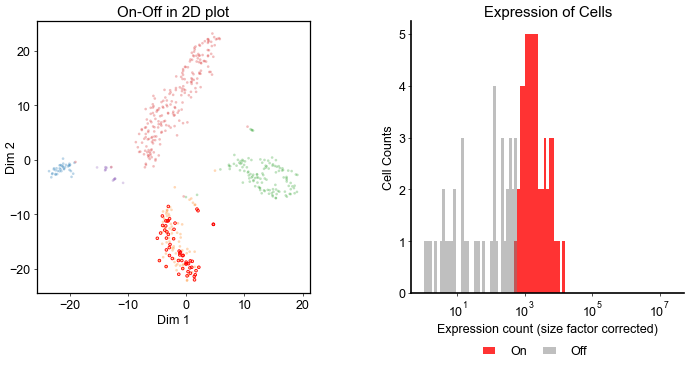 On-Off in 2D plot
Dim 2
20
10
0
−10
−20
−20 −10 0 10 20
Dim 1
Expression of Cells
Cell Counts
5
4
3
2
1
0
10^1 10^3 10^5 10^7
Expression count (size factor corrected)
On Off